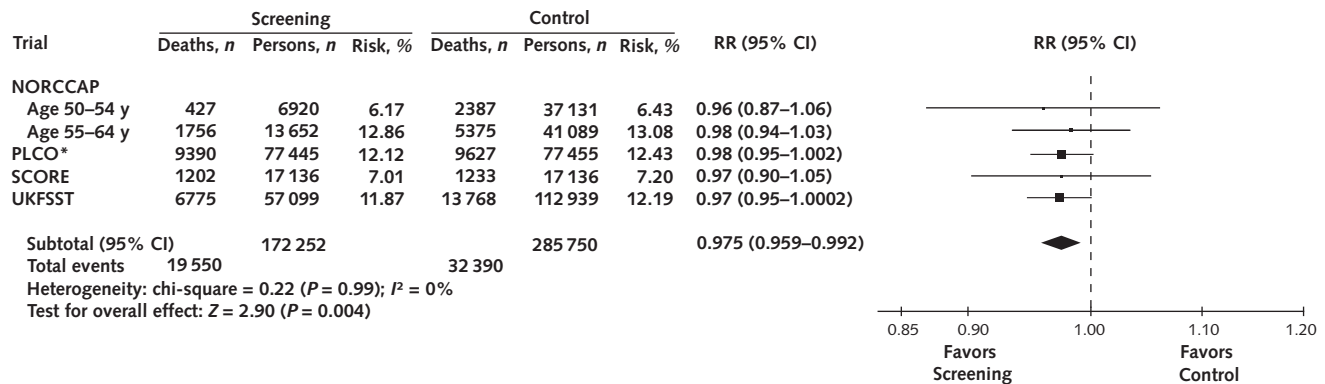 Screening Control
Trial Deaths, n Persons, n Risk, % Deaths, n Persons, n Risk, % RR (95% CI) RR (95% CI)
NORCCAP
Age 50–54 y 427 6920 6.17 2387 37 131 6.43 0.96 (0.87–1.06)
Age 55–64 y 1756 13 652 12.86 5375 41 089 13.08 0.98 (0.94–1.03)
PLCO* 9390 77 445 12.12 9627 77 455 12.43 0.98 (0.95–1.002)
SCORE 1202 17 136 7.01 1233 17 136 7.20 0.97 (0.90–1.05)
UKFSST 6775 57 099 11.87 13 768 112 939 12.19 0.97 (0.95–1.0002)
Subtotal (95% CI) 172 252 285 750 0.975 (0.959–0.992)
Total events 19 550 32 390
Heterogeneity: chi-square = 0.22 (P = 0.99); I² = 0%
Test for overall effect: Z = 2.90 (P = 0.004)
0.85 0.90 1.00 1.10 1.20
Favors Favors
Screening Control